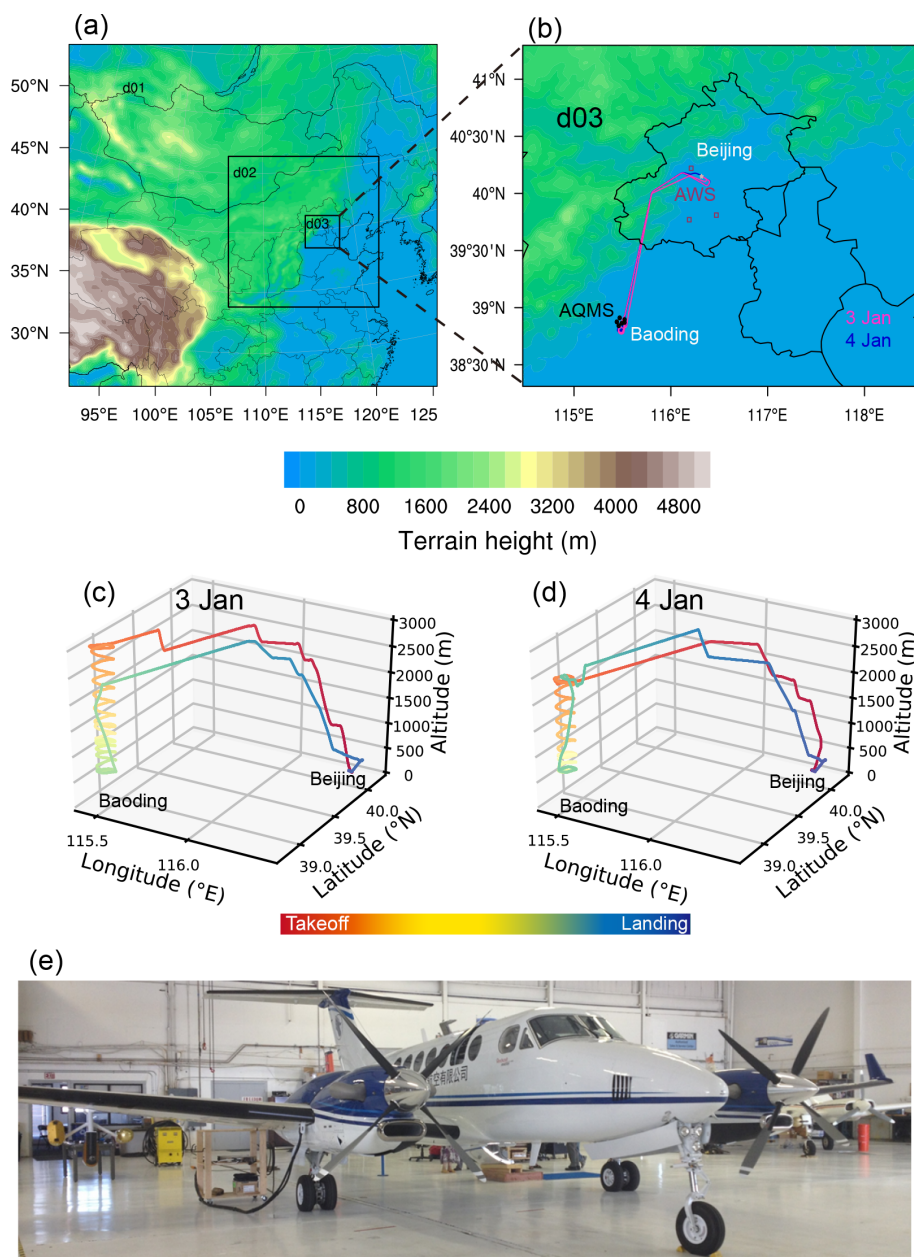 (a)
50°N
45°N
40°N
35°N
30°N
d01
d02
d03
95°E 100°E 105°E 110°E 115°E 120°E 125
(b)
41°N
40°30'N
40°N
39°30'N
39°N
38°30'N
d03
Beijing
AWS
AQMS
Baoding
3 Jan
4 Jan
115°E 116°E 117°E 118°E
0 800 1600 2400 3200 4000 4800
Terrain height (m)
(c)
3 Jan
3000
2500
2000
1500
1000
500
0
Altitude (m)
Beijing
Baoding
115.5
116.0
Longitude (°E)
39.0
39.5
40.0
Latitude (°N)
(d)
4 Jan
3000
2500
2000
1500
1000
500
0
Altitude (m)
Beijing
Baoding
115.5
116.0
Longitude (°E)
39.0
39.5
40.0
Latitude (°N)
Takeoff Landing
(e)
空有限公司